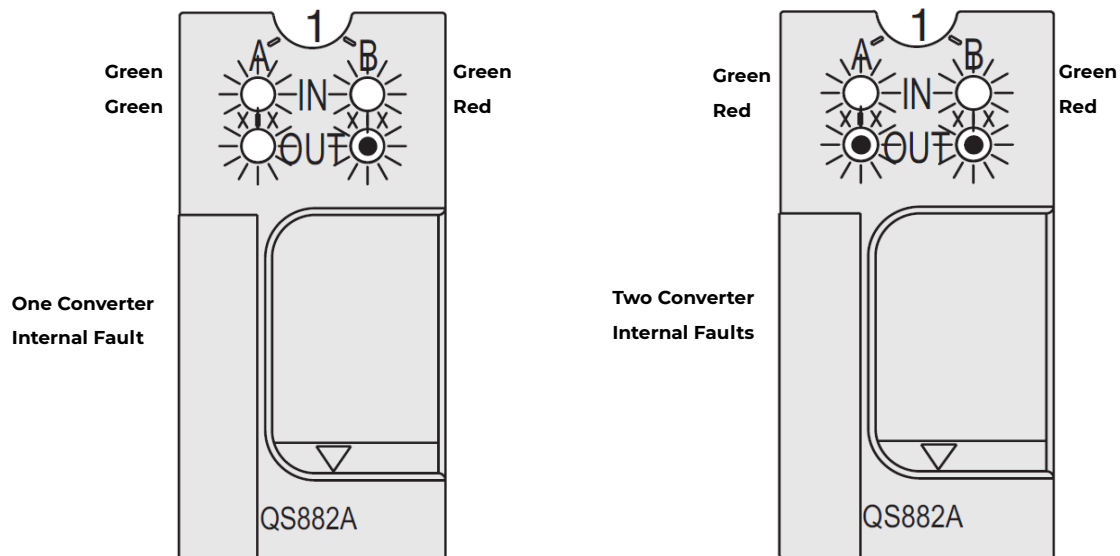 1
A B
Green IN Green
Green OUT Red
X X X X
One Converter
Internal Fault
QS882A
1
A B
Green IN Green
X X X X
Red OUT Red
Two Converter
Internal Faults
QS882A